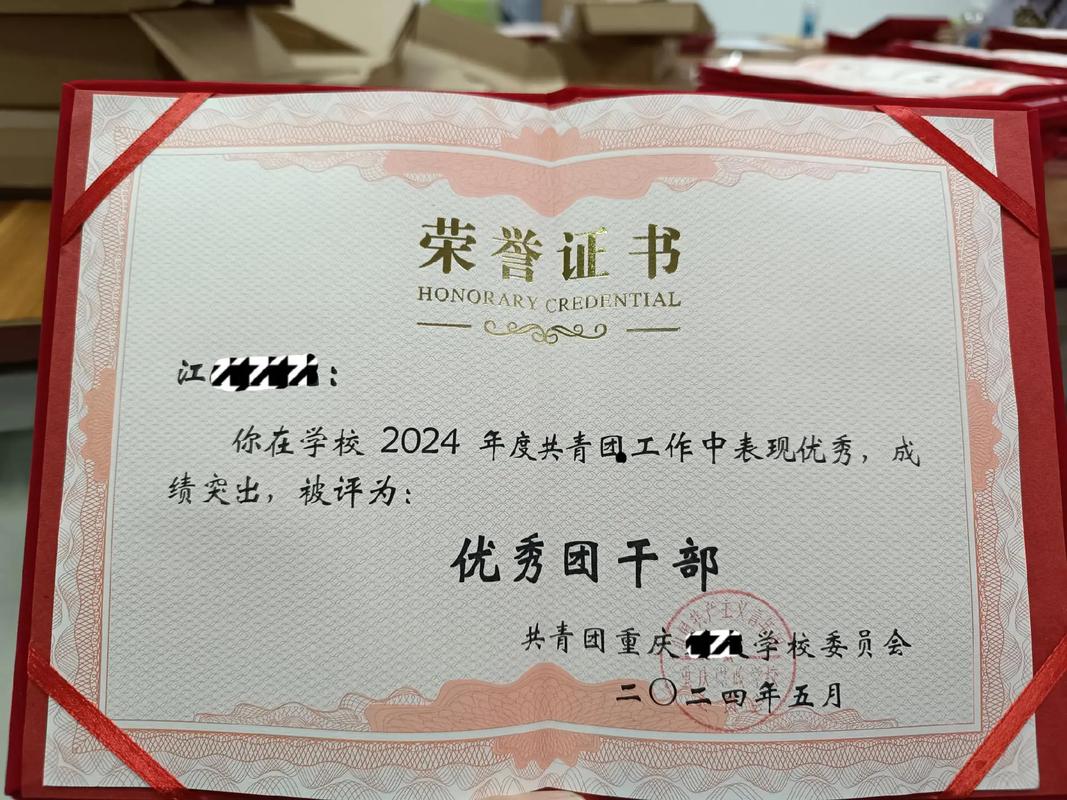 荣誉证书
HONORARY CREDENTIAL
江 :
你在学校 2024 年度共青团工作中表现优秀，成
绩突出，被评为：
优秀团干部
共青团重庆 学校委员会
二〇二四年五月